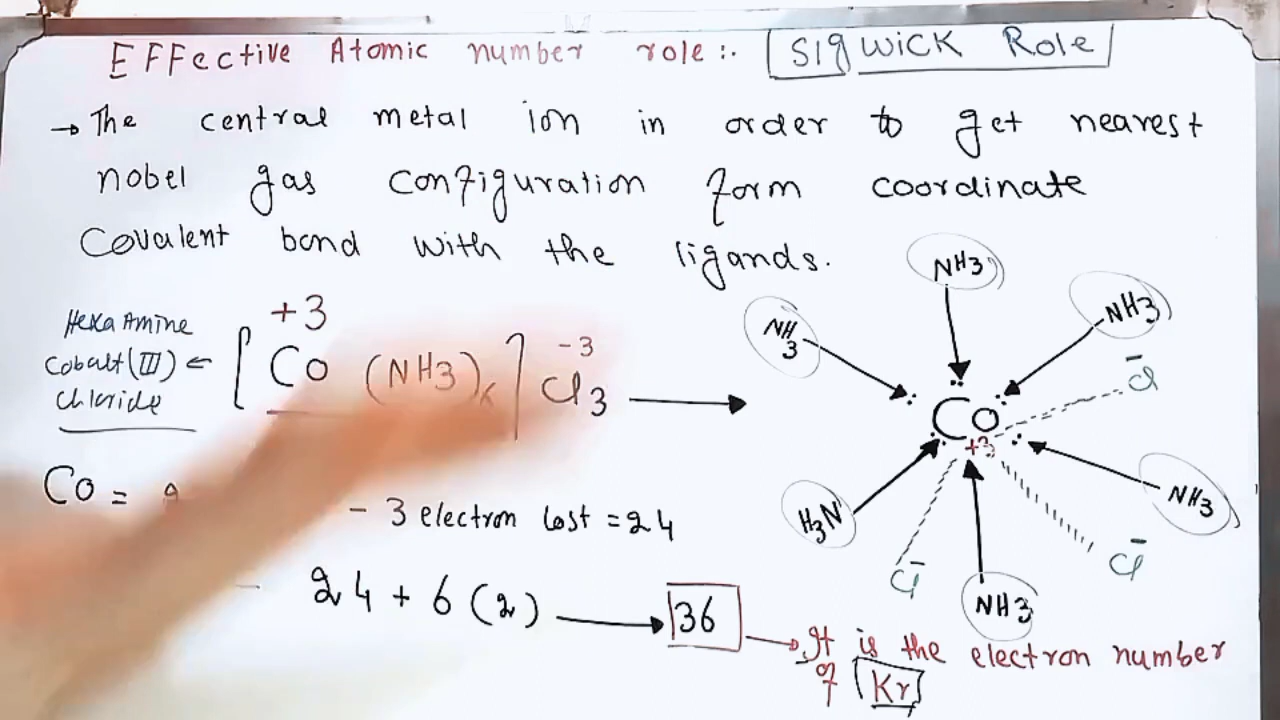 EFFective Atomic number role:- SIgWICK Role
→ The central metal ion in order to get nearest
nobel gas configuration form coordinate
Covalent bond with the ligands.
Hexa Amine
Cobalt (III) ←
Chloride
+3 -3
[Co (NH3)6] Cl3 →
NH3
NH3
NH3
Cl-
Co
+3
NH3
H3N
Cl-
Cl-
NH3
Co =
- 3 electron lost = 24
24 + 6 (2) → 36
→ It is the electron number
of Kr